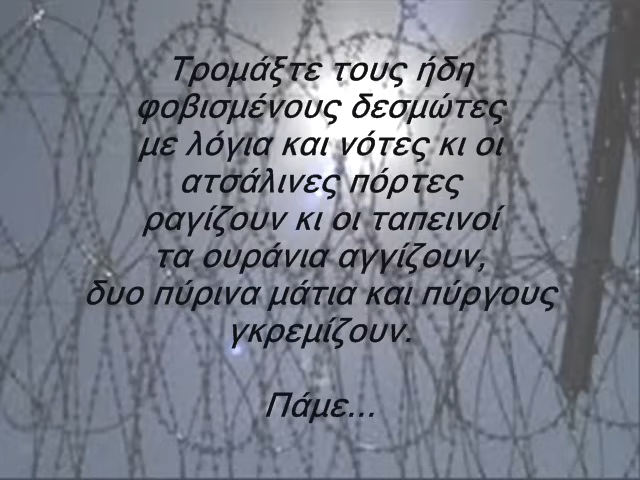 Τρομάξτε τους ήδη
φοβισμένους δεσμώτες
με λόγια και νότες κι οι
ατσάλινες πόρτες
ραγίζουν κι οι ταπεινοί
τα ουράνια αγγίζουν,
δυο πύρινα μάτια και πύργους
γκρεμίζουν.
Πάμε...